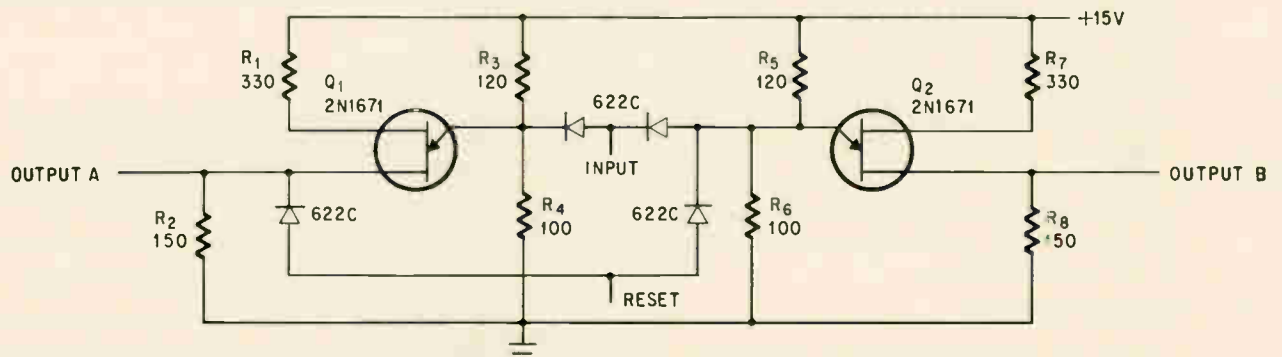 +15V
R1
330
Q1
2N1671
R3
120
622C
R5
120
Q2
2N1671
R7
330
INPUT
OUTPUT A
OUTPUT B
R2
150
622C
R4
100
622C
R6
100
R8
150
RESET